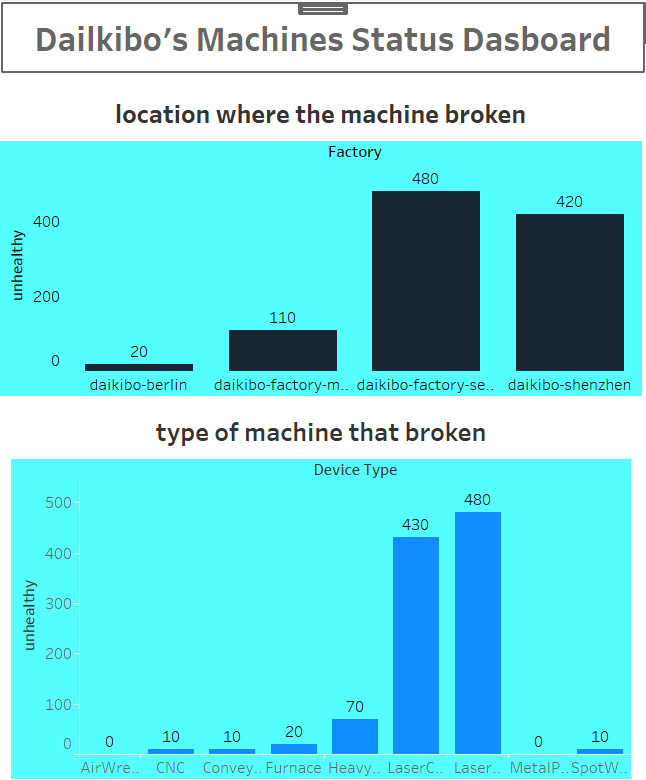 Dailkibo’s Machines Status Dasboard
location where the machine broken
Factory
480
420
400
unhealthy
200
110
20
0
daikibo-berlin daikibo-factory-m.. daikibo-factory-se.. daikibo-shenzhen
type of machine that broken
Device Type
500
480
430
400
300
unhealthy
200
100
70
20
10 10 10
0 0
0
AirWre.. CNC Convey.. Furnace Heavy.. LaserC.. Laser.. MetalP.. SpotW..